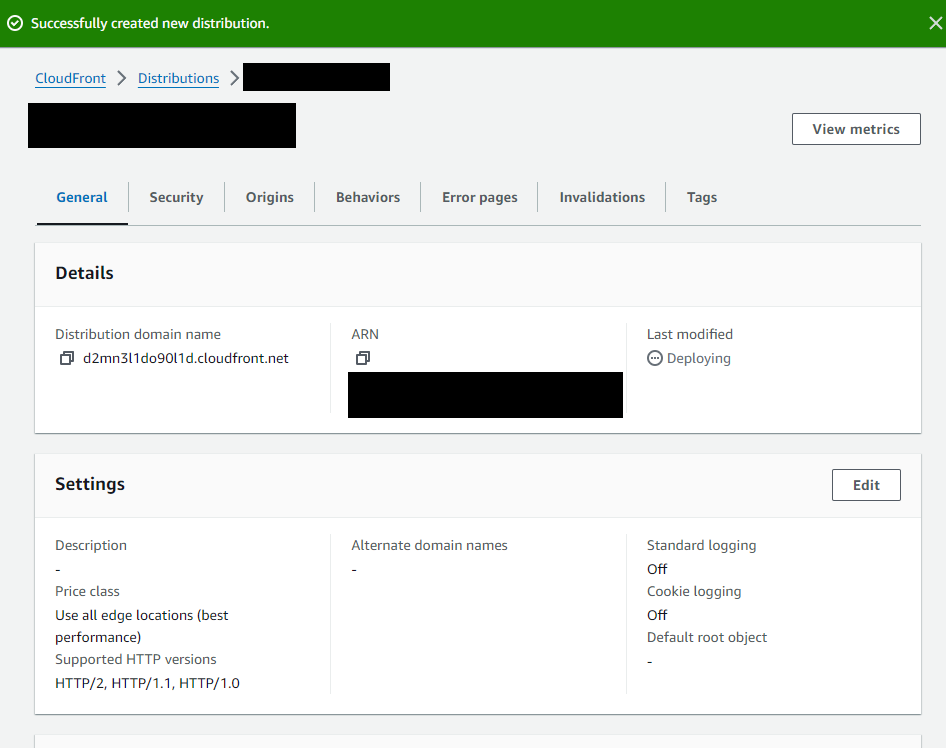 Successfully created new distribution.
CloudFront > Distributions >
View metrics
General Security Origins Behaviors Error pages Invalidations Tags
Details
Distribution domain name
d2mn3l1do90l1d.cloudfront.net
ARN
Last modified
Deploying
Settings
Edit
Description
-
Price class
Use all edge locations (best
performance)
Supported HTTP versions
HTTP/2, HTTP/1.1, HTTP/1.0
Alternate domain names
-
Standard logging
Off
Cookie logging
Off
Default root object
-